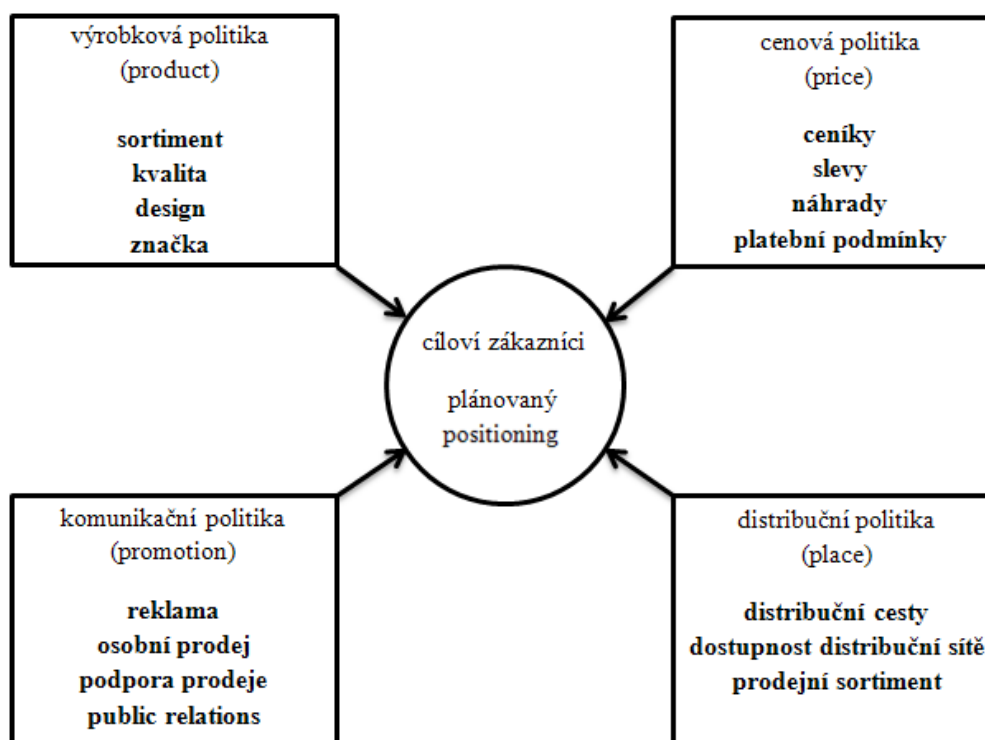 výrobková politika
(product)
sortiment
kvalita
design
značka
cenová politika
(price)
ceníky
slevy
náhrady
platební podmínky
cíloví zákazníci
plánovaný
positioning
komunikační politika
(promotion)
reklama
osobní prodej
podpora prodeje
public relations
distribuční politika
(place)
distribuční cesty
dostupnost distribuční sítě
prodejní sortiment